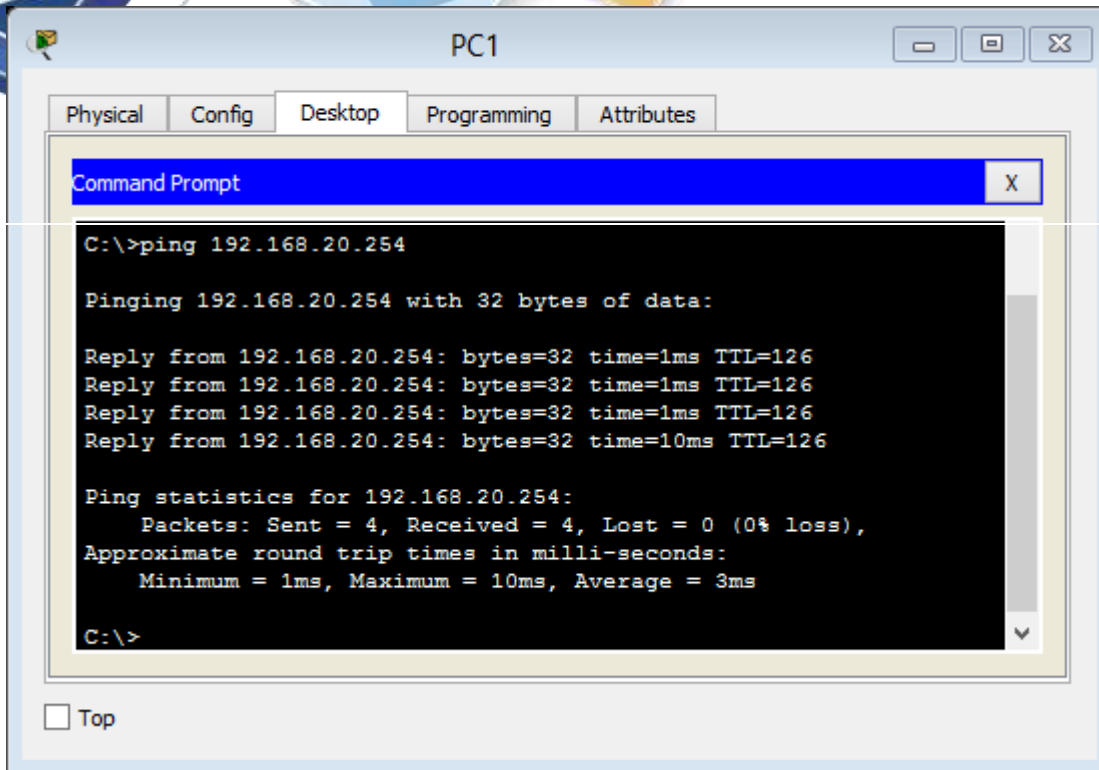 PC1
Physical Config Desktop Programming Attributes
Command Prompt X
C:\>ping 192.168.20.254
Pinging 192.168.20.254 with 32 bytes of data:
Reply from 192.168.20.254: bytes=32 time=1ms TTL=126
Reply from 192.168.20.254: bytes=32 time=1ms TTL=126
Reply from 192.168.20.254: bytes=32 time=1ms TTL=126
Reply from 192.168.20.254: bytes=32 time=10ms TTL=126
Ping statistics for 192.168.20.254:
Packets: Sent = 4, Received = 4, Lost = 0 (0% loss),
Approximate round trip times in milli-seconds:
Minimum = 1ms, Maximum = 10ms, Average = 3ms
C:\>
Top